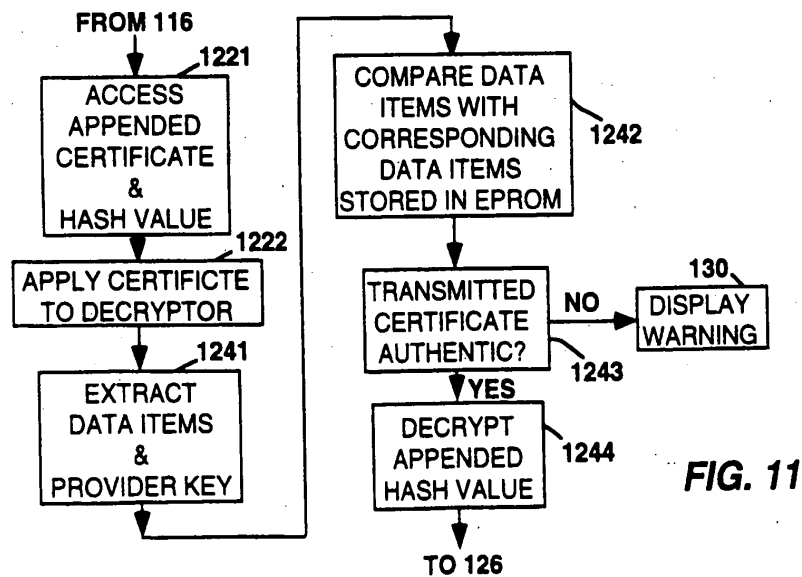 FROM 116
1221
ACCESS
APPENDED
CERTIFICATE
&
HASH VALUE
1222
APPLY CERTIFICTE
TO DECRYPTOR
1241
EXTRACT
DATA ITEMS
&
PROVIDER KEY
COMPARE DATA
ITEMS WITH
CORRESPONDING
DATA ITEMS
STORED IN EPROM
1242
TRANSMITTED
CERTIFICATE
AUTHENTIC?
1243
NO
130
DISPLAY
WARNING
YES
DECRYPT
APPENDED
HASH VALUE
1244
TO 126
FIG. 11